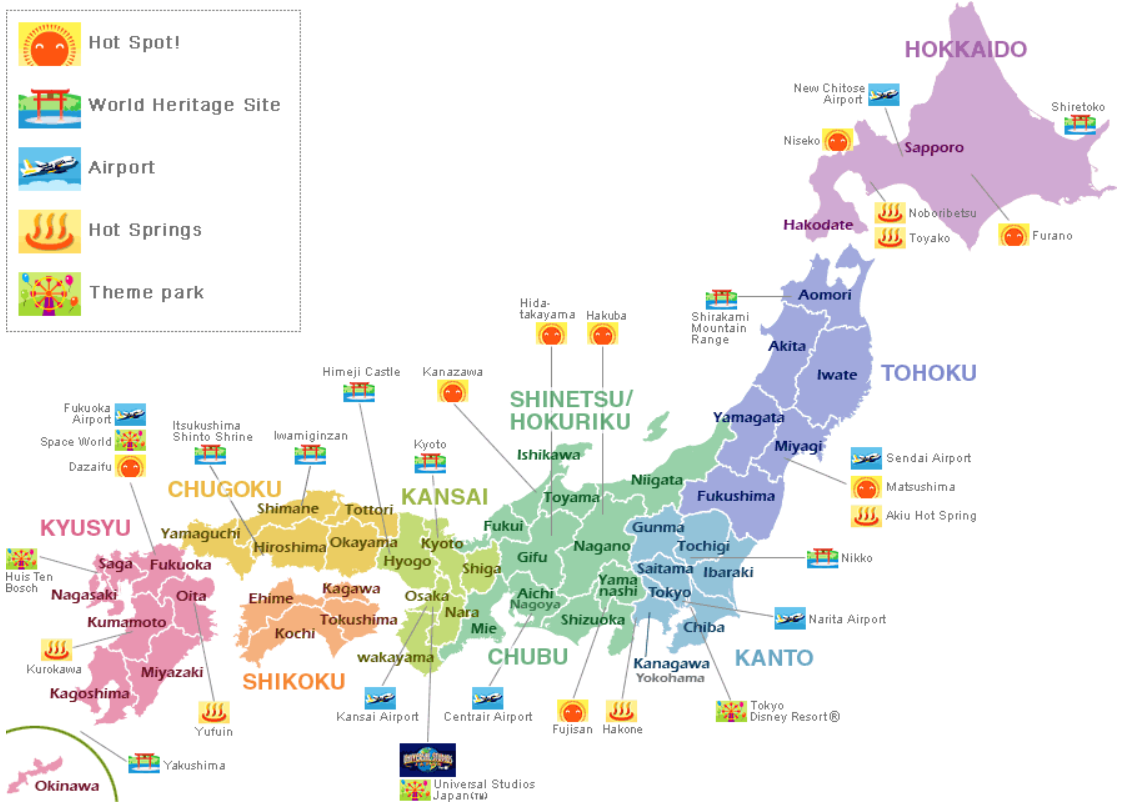 Hot Spot!
World Heritage Site
Airport
Hot Springs
Theme park
HOKKAIDO
New Chitose
Airport
Shiretoko
Niseko
Sapporo
Noboribetsu
Toyako
Hakodate
Furano
Aomori
Shirakami
Mountain
Range
Akita
Iwate
TOHOKU
Yamagata
Miyagi
Sendai Airport
Matsushima
Akiu Hot Spring
Fukushima
Hida-
takayama
Hakuba
Himeji Castle
Kanazawa
SHINETSU/
HOKURIKU
Ishikawa
Toyama
Niigata
Fukuoka
Airport
Space World
Dazaifu
Itsukushima
Shinto Shrine
Iwamiginzan
Kyoto
CHUGOKU
KANSAI
Shimane
Tottori
Yamaguchi
Hiroshima
Okayama
Hyogo
Kyoto
Fukui
Gifu
Nagano
Gunma
Tochigi
Nikko
Saitama
Ibaraki
KYUSYU
Huis Ten
Bosch
Saga
Fukuoka
Nagasaki
Oita
Kumamoto
Kurokawa
Miyazaki
Kagoshima
Yufuin
Yakushima
Okinawa
Ehime
Kagawa
Kochi
Tokushima
SHIKOKU
Shiga
Osaka
Nara
Mie
wakayama
Aichi
Nagoya
Yama
nashi
Shizuoka
CHUBU
Tokyo
Narita Airport
Chiba
Kanagawa
Yokohama
KANTO
Kansai Airport
Centrair Airport
Fujisan
Hakone
Tokyo
Disney Resort®
UNIVERSAL STUDIOS
Universal Studios
Japan(TM)